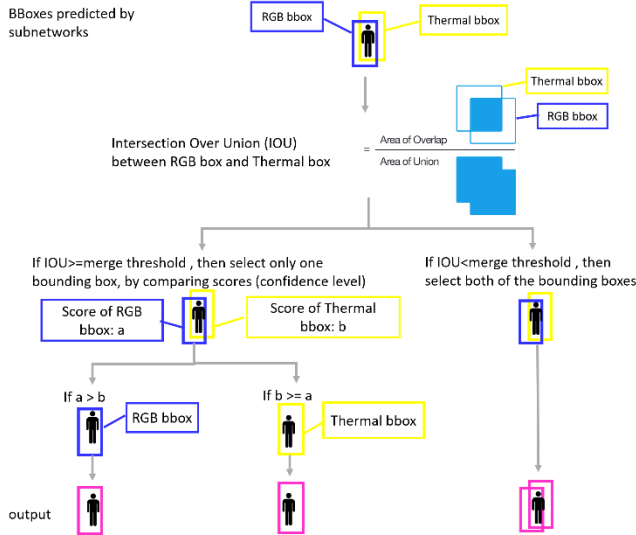 BBoxes predicted by
subnetworks
RGB bbox
Thermal bbox
Thermal bbox
RGB bbox
Intersection Over Union (IOU)
between RGB box and Thermal box
=
Area of Overlap
Area of Union
If IOU>=merge threshold , then select only one
bounding box, by comparing scores (confidence level)
If IOU<merge threshold , then
select both of the bounding boxes
Score of RGB
bbox: a
Score of Thermal
bbox: b
If a > b
If b >= a
RGB bbox
Thermal bbox
output